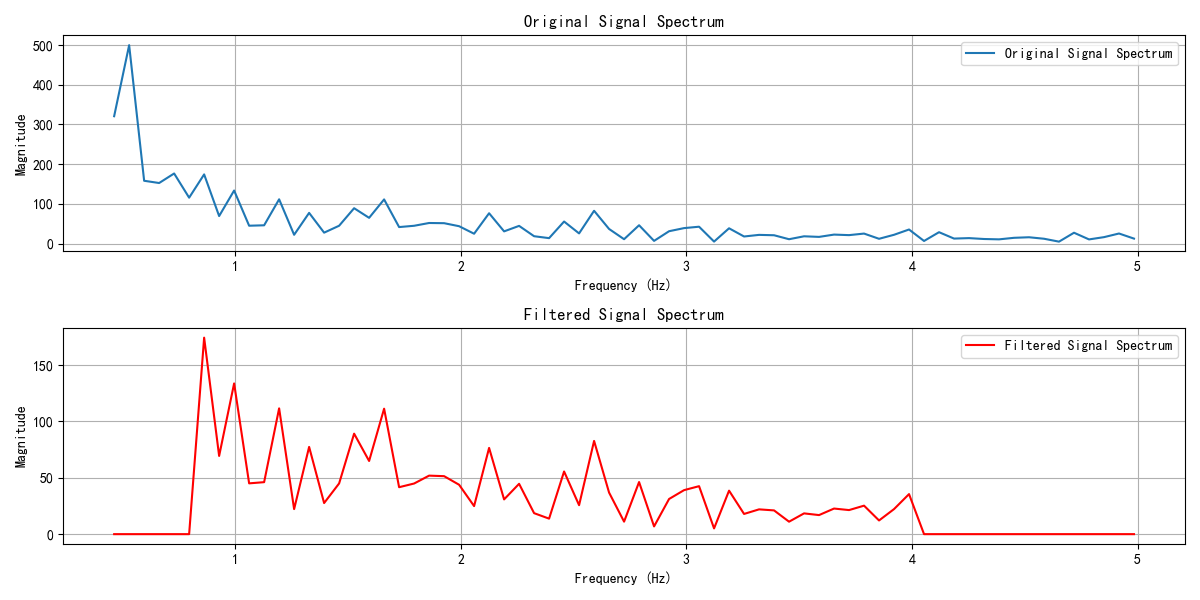 Original Signal Spectrum
500
400
300
200
100
0
Magnitude
Original Signal Spectrum
1 2 3 4 5
Frequency (Hz)
Filtered Signal Spectrum
150
100
50
0
Magnitude
Filtered Signal Spectrum
1 2 3 4 5
Frequency (Hz)